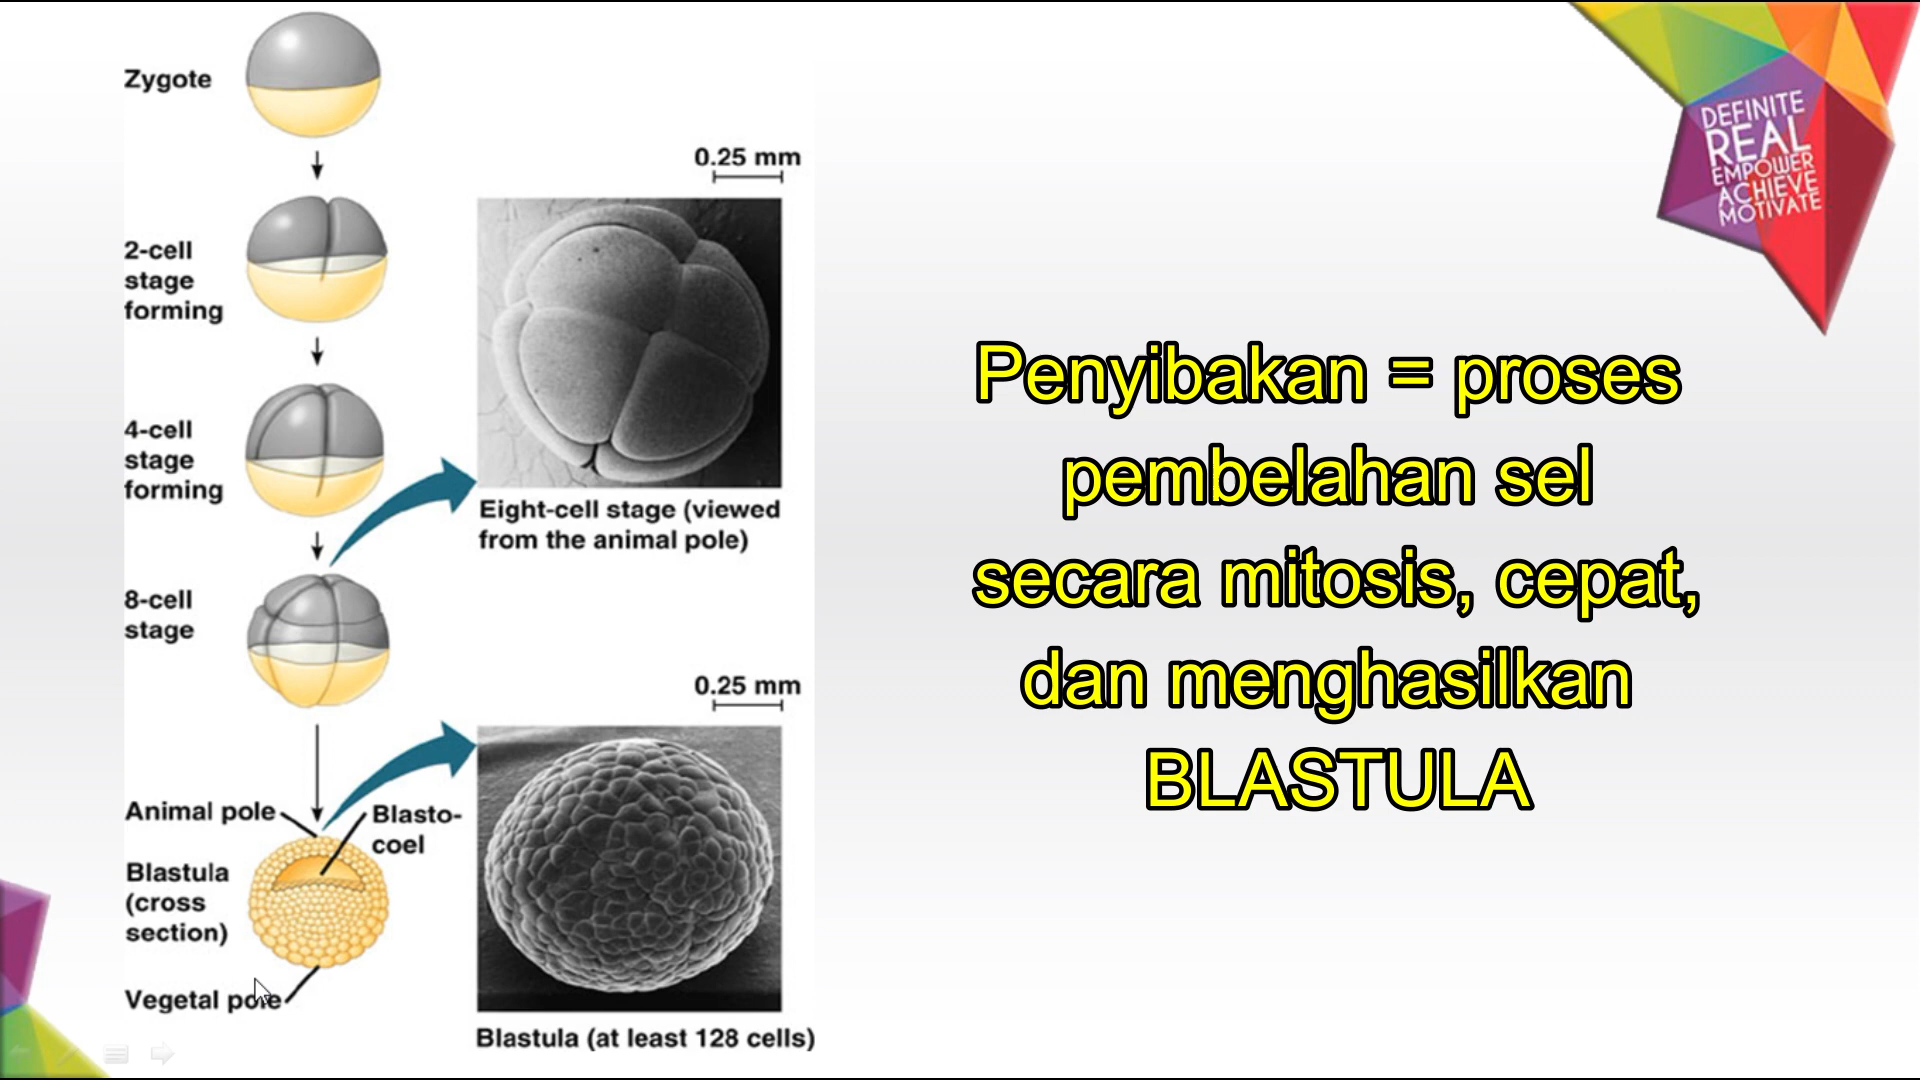 Zygote
0.25 mm
2-cell
stage
forming
4-cell
stage
forming
Eight-cell stage (viewed
from the animal pole)
8-cell
stage
0.25 mm
Animal pole
Blasto-
coel
Blastula
(cross
section)
Vegetal pole
Blastula (at least 128 cells)
Penyibakan = proses
pembelahan sel
secara mitosis, cepat,
dan menghasilkan
BLASTULA
DEFINITE
REAL
EMPOWER
ACHIEVE
MOTIVATE